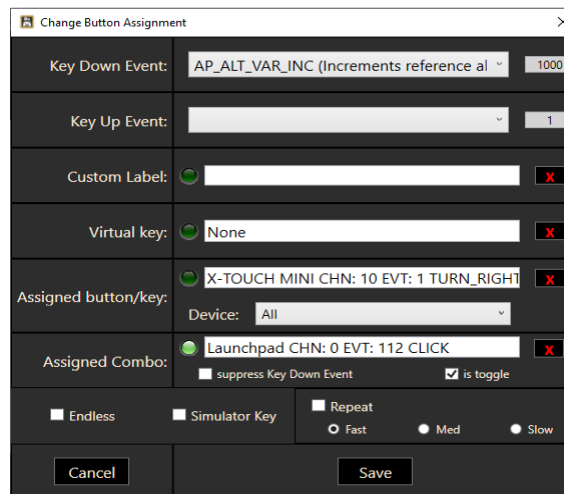 Change Button Assignment
Key Down Event: AP_ALT_VAR_INC (Increments reference al 1000
Key Up Event: 1
Custom Label: X
Virtual key: None X
X-TOUCH MINI CHN: 10 EVT: 1 TURN_RIGHT X
Assigned button/key:
Device: All
Launchpad CHN: 0 EVT: 112 CLICK X
Assigned Combo:
suppress Key Down Event is toggle
Repeat
Endless Simulator Key
Fast Med Slow
Cancel Save